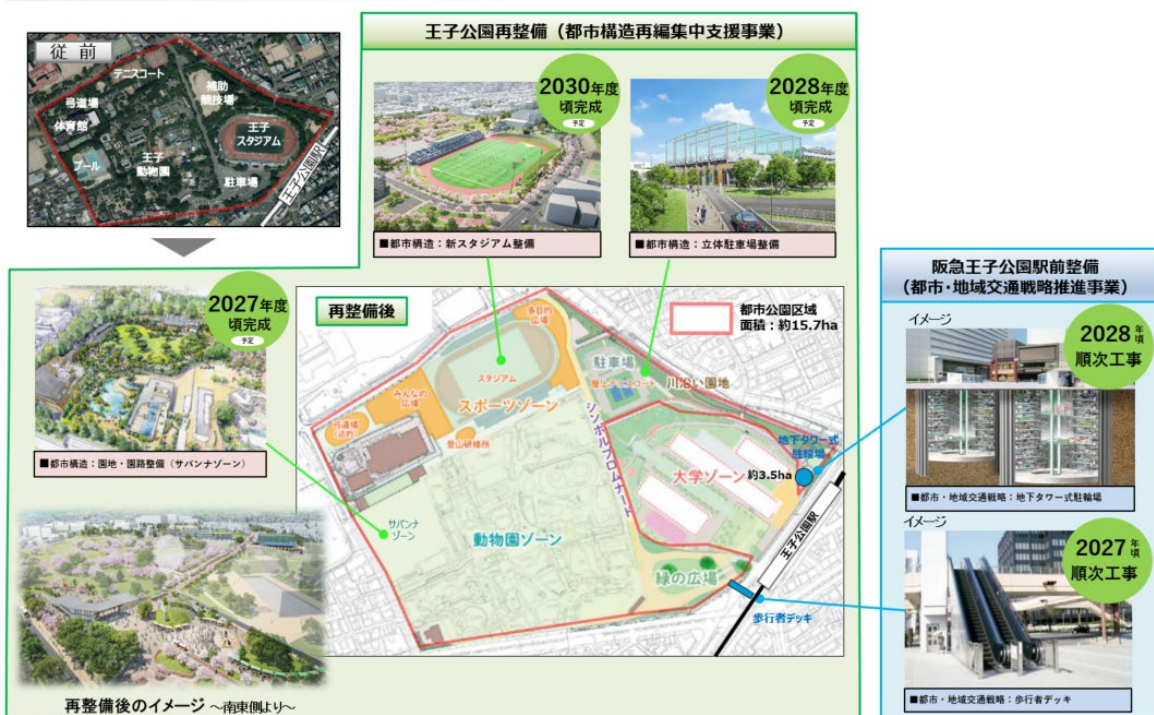 王子公園再整備（都市構造再編集中支援事業）
従前
テニスコート
弓道場
体育館
プール
王子
動物園
補助
競技場
王子
スタジアム
駐車場
王子公園駅
2030年度
頃完成
予定
■都市構造：新スタジアム整備
2028年度
頃完成
予定
■都市構造：立体駐車場整備
2027年度
頃完成
予定
■都市構造：園地・園路整備（サバンナゾーン）
再整備後
都市公園区域
面積：約15.7ha
多目的
広場
スタジアム
スポーツゾーン
みんなの
広場
弓道場
（近的）
登山研修所
駐車場
屋上テニスコート
川沿い園地
シンボルプロムナード
地下タワー式
駐輪場
大学ゾーン
約3.5ha
サバンナ
ゾーン
動物園ゾーン
緑の広場
王子公園駅
歩行者デッキ
再整備後のイメージ ～南東側より～
阪急王子公園駅前整備
（都市・地域交通戦略推進事業）
イメージ
2028年頃
順次工事
■都市・地域交通戦略：地下タワー式駐輪場
イメージ
2027年頃
順次工事
■都市・地域交通戦略：歩行者デッキ